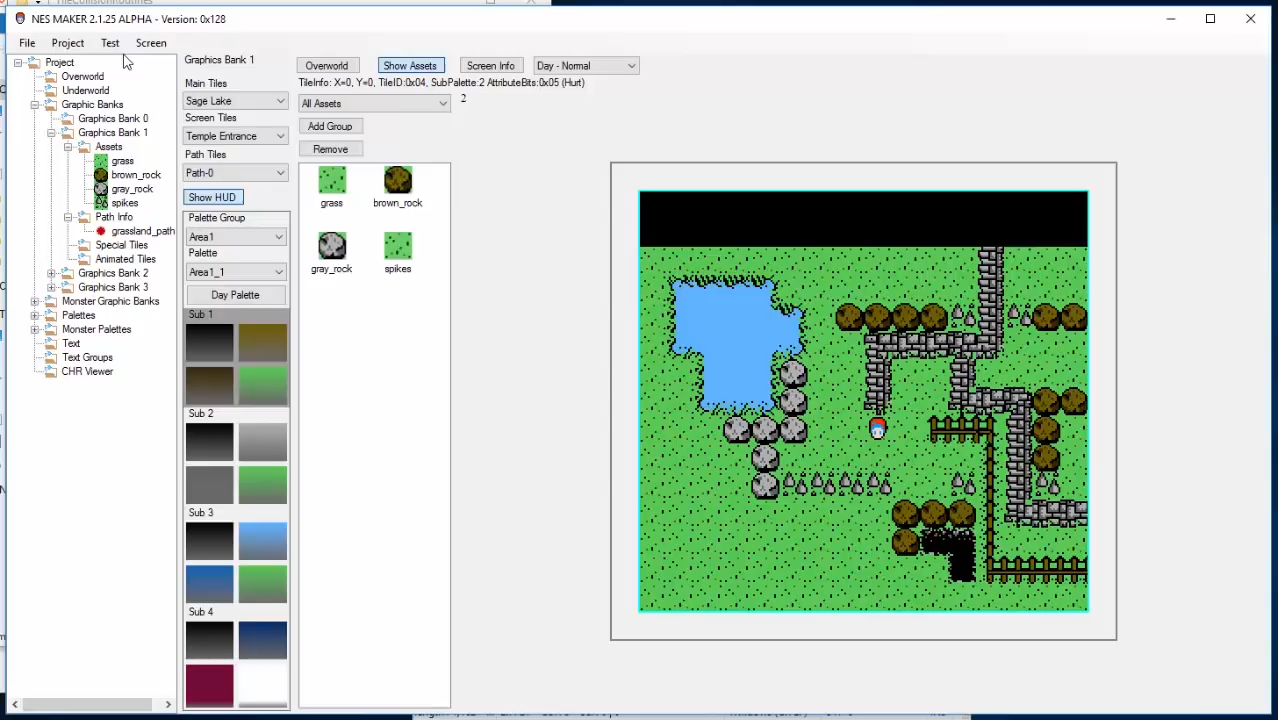 TileCollisionRoutines
NES MAKER 2.1.25 ALPHA - Version: 0x128
File Project Test Screen
Project
Overworld
Underworld
Graphic Banks
Graphics Bank 0
Graphics Bank 1
Assets
grass
brown_rock
gray_rock
spikes
Path Info
grassland_path
Special Tiles
Animated Tiles
Graphics Bank 2
Graphics Bank 3
Monster Graphic Banks
Palettes
Monster Palettes
Text
Text Groups
CHR Viewer
Graphics Bank 1
Main Tiles
Sage Lake
Screen Tiles
Temple Entrance
Path Tiles
Path-0
Show HUD
Palette Group
Area1
Palette
Area1_1
Day Palette
Sub 1
Sub 2
Sub 3
Sub 4
Overworld Show Assets Screen Info Day - Normal
TileInfo: X=0, Y=0, TileID:0x04, SubPalette:2 AttributeBits:0x05 (Hurt)
All Assets 2
Add Group
Remove
grass brown_rock
gray_rock spikes